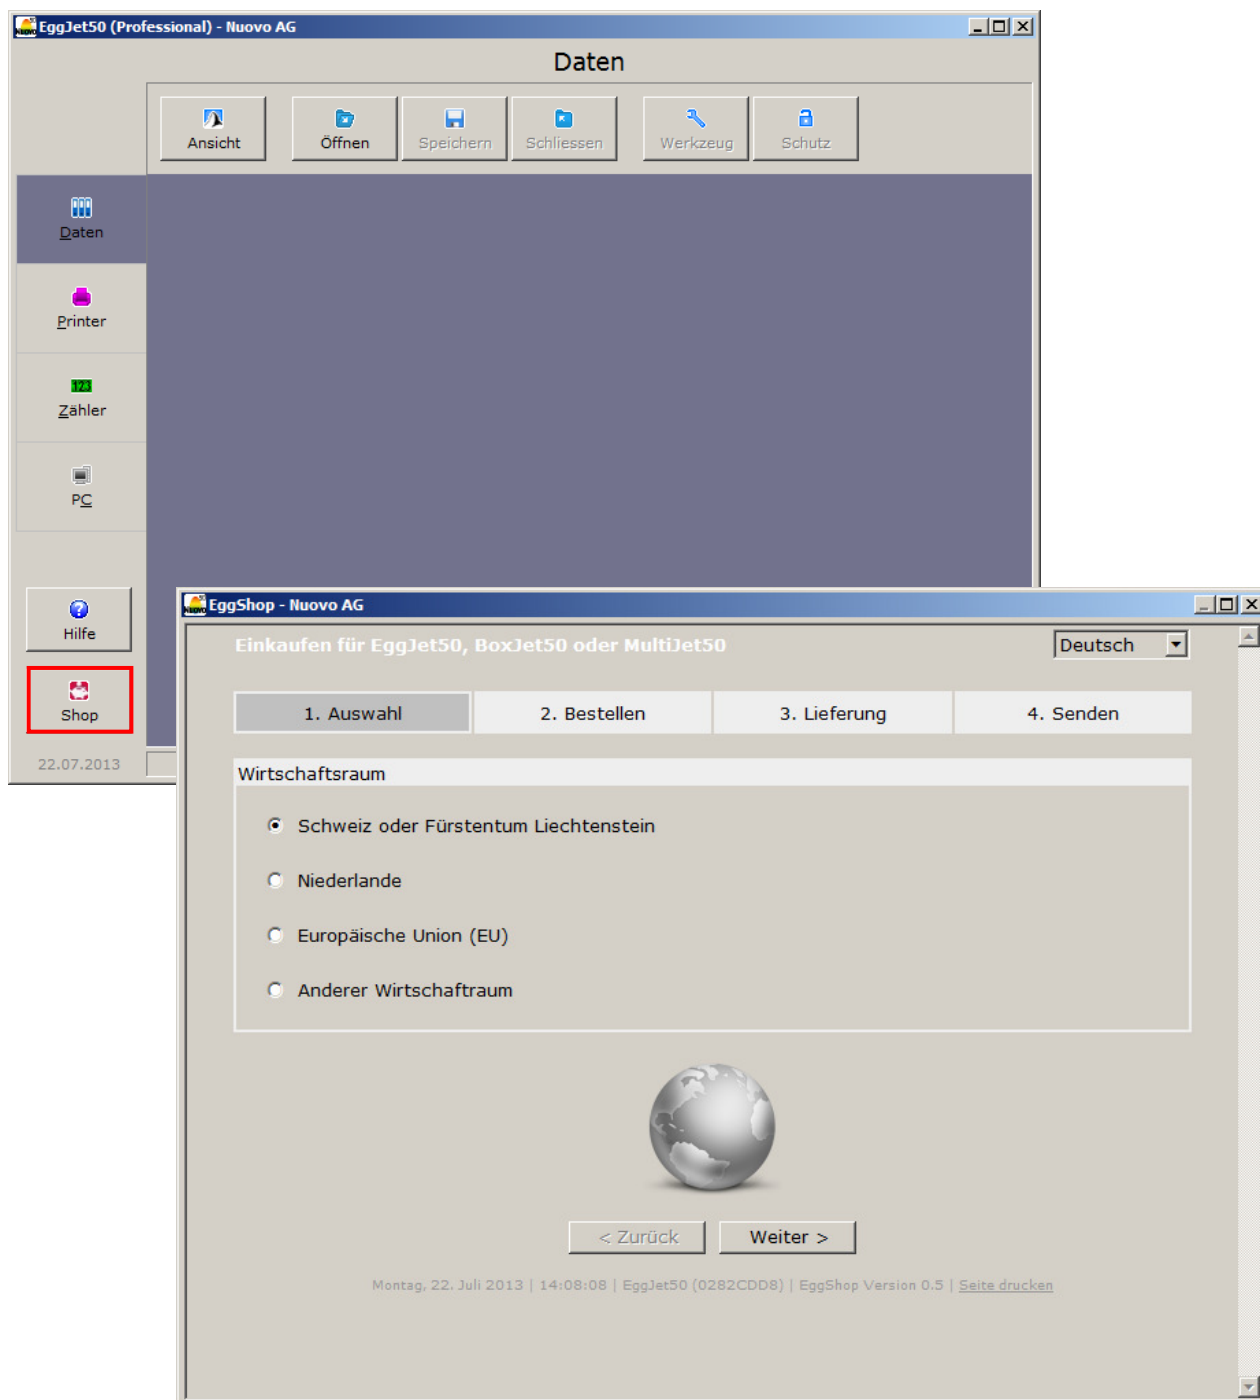 EggJet50 (Professional) - Nuovo AG
Daten
Ansicht Öffnen Speichern Schliessen Werkzeug Schutz
Daten
Printer
123
Zähler
PC
Hilfe
Shop
22.07.2013
EggShop - Nuovo AG
Einkaufen für EggJet50, BoxJet50 oder MultiJet50 Deutsch
1. Auswahl 2. Bestellen 3. Lieferung 4. Senden
Wirtschaftsraum
Schweiz oder Fürstentum Liechtenstein
Niederlande
Europäische Union (EU)
Anderer Wirtschaftraum
< Zurück Weiter >
Montag, 22. Juli 2013 | 14:08:08 | EggJet50 (0282CDD8) | EggShop Version 0.5 | Seite drucken